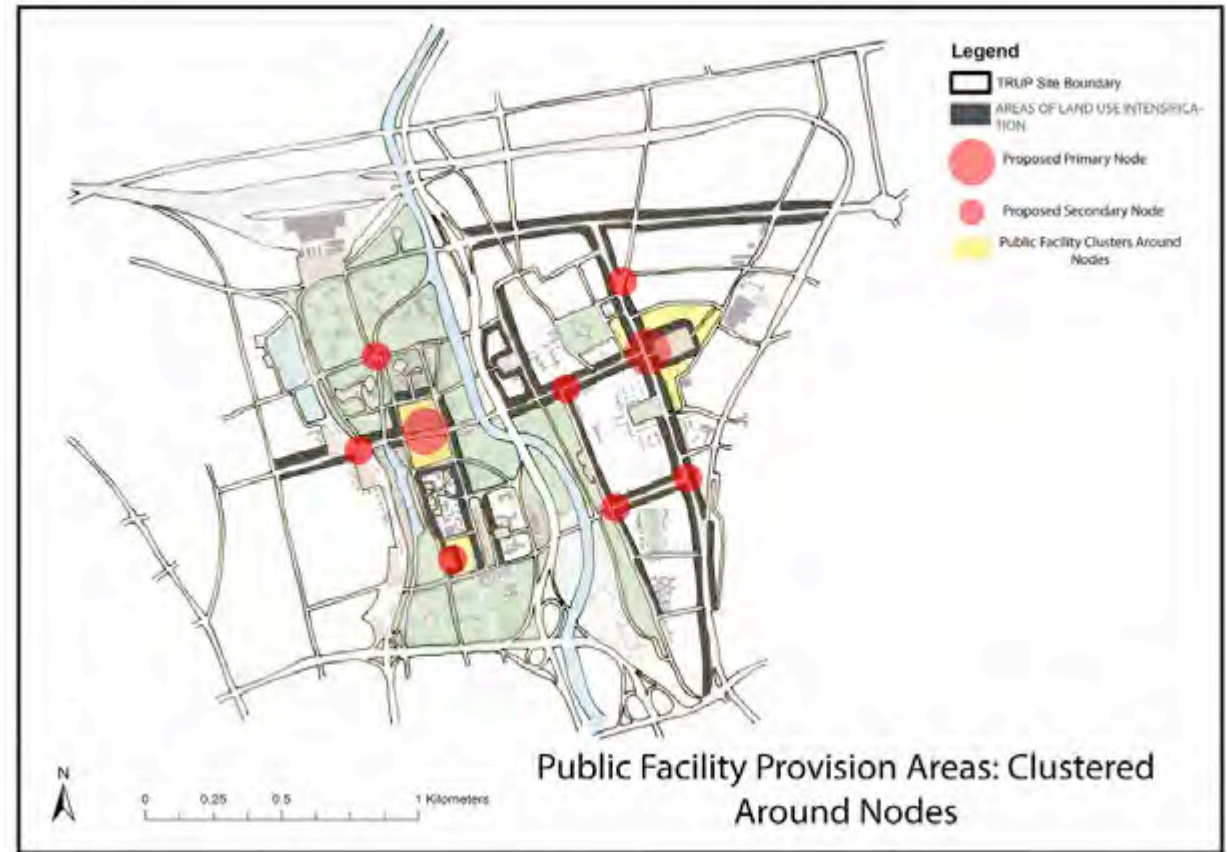 Legend
TRUP Site Boundary
AREAS OF LAND USE INTENSIFICA-
TION
Proposed Primary Node
Proposed Secondary Node
Public Facility Clusters Around
Nodes
N
0 0.25 0.5 1 Kilometers
Public Facility Provision Areas: Clustered
Around Nodes